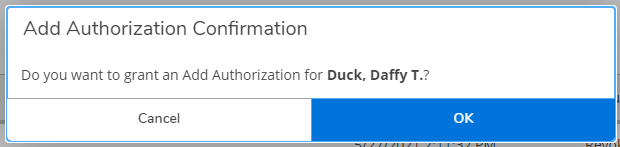 Add Authorization Confirmation
Do you want to grant an Add Authorization for Duck, Daffy T.?
Cancel
OK